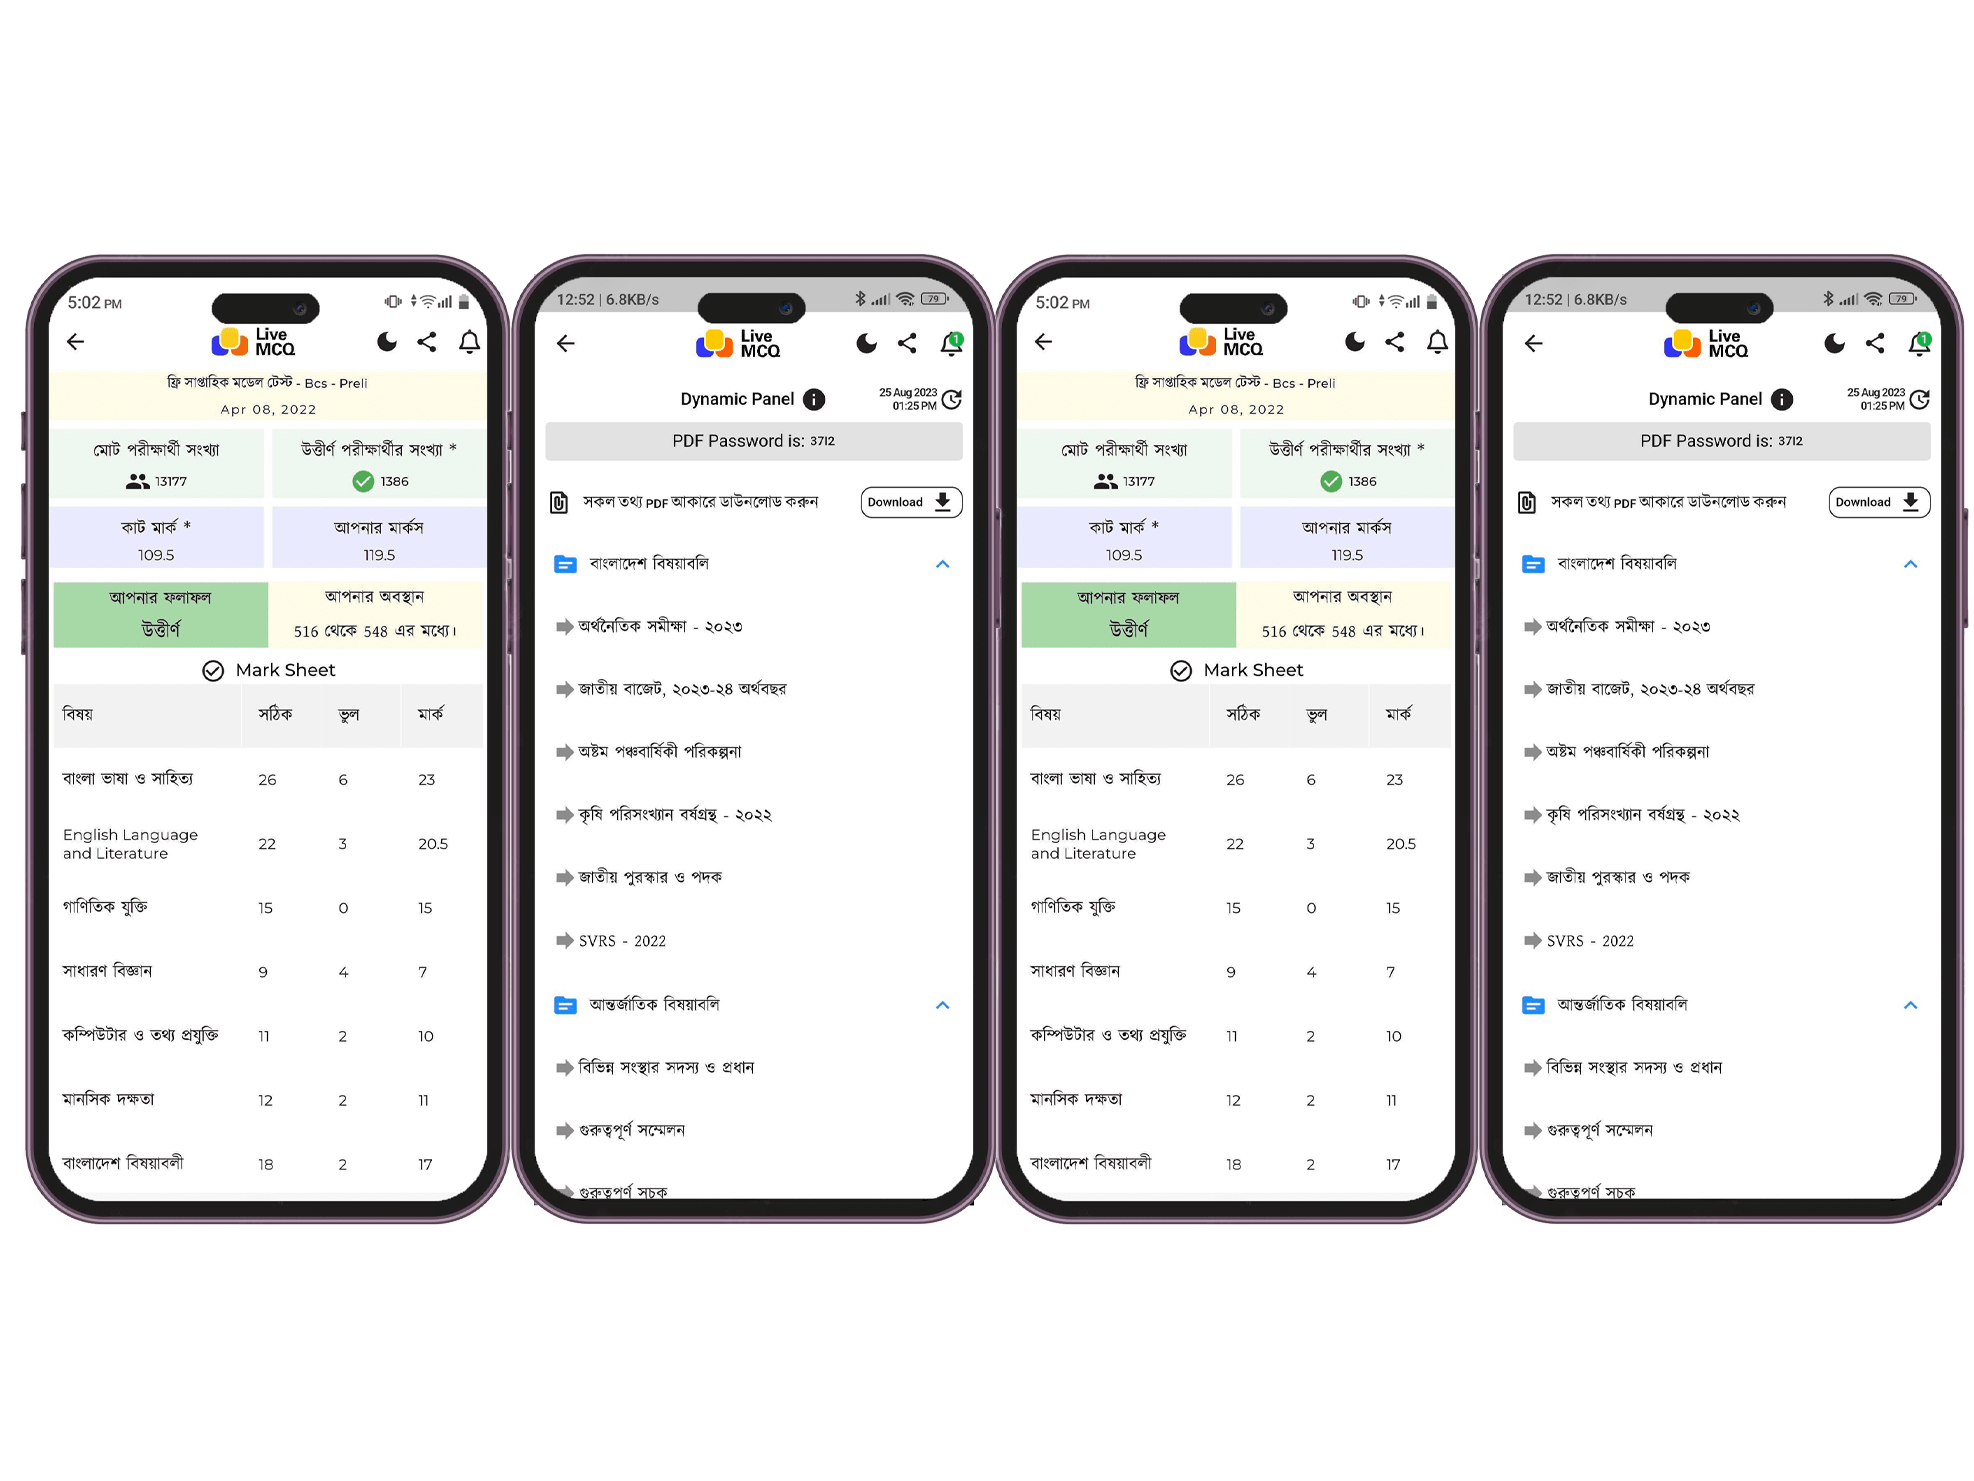 5:02 PM
Live
MCQ
ফ্রি সাপ্তাহিক মডেল টেস্ট - Bcs - Preli
Apr 08, 2022
মোট পরীক্ষার্থী সংখ্যা
13177
উত্তীর্ণ পরীক্ষার্থীর সংখ্যা *
1386
কাট মার্ক *
109.5
আপনার মার্কস
119.5
আপনার ফলাফল
উত্তীর্ণ
আপনার অবস্থান
516 থেকে 548 এর মধ্যে।
Mark Sheet
বিষয় সঠিক ভুল মার্ক
বাংলা ভাষা ও সাহিত্য 26 6 23
English Language
and Literature 22 3 20.5
গাণিতিক যুক্তি 15 0 15
সাধারণ বিজ্ঞান 9 4 7
কম্পিউটার ও তথ্য প্রযুক্তি 11 2 10
মানসিক দক্ষতা 12 2 11
বাংলাদেশ বিষয়াবলী 18 2 17
12:52 | 6.8KB/s 79
Live
MCQ
1
Dynamic Panel
25 Aug 2023
01:25 PM
PDF Password is: 37I2
সকল তথ্য PDF আকারে ডাউনলোড করুন
Download
বাংলাদেশ বিষয়াবলি
অর্থনৈতিক সমীক্ষা - ২০২৩
জাতীয় বাজেট, ২০২৩-২৪ অর্থবছর
অষ্টম পঞ্চবার্ষিকী পরিকল্পনা
কৃষি পরিসংখ্যান বর্ষগ্রন্থ - ২০২২
জাতীয় পুরস্কার ও পদক
SVRS - 2022
আন্তর্জাতিক বিষয়াবলি
বিভিন্ন সংস্থার সদস্য ও প্রধান
গুরুত্বপূর্ণ সম্মেলন
গুরুত্বপূর্ণ সূচক
5:02 PM
Live
MCQ
ফ্রি সাপ্তাহিক মডেল টেস্ট - Bcs - Preli
Apr 08, 2022
মোট পরীক্ষার্থী সংখ্যা
13177
উত্তীর্ণ পরীক্ষার্থীর সংখ্যা *
1386
কাট মার্ক *
109.5
আপনার মার্কস
119.5
আপনার ফলাফল
উত্তীর্ণ
আপনার অবস্থান
516 থেকে 548 এর মধ্যে।
Mark Sheet
বিষয় সঠিক ভুল মার্ক
বাংলা ভাষা ও সাহিত্য 26 6 23
English Language
and Literature 22 3 20.5
গাণিতিক যুক্তি 15 0 15
সাধারণ বিজ্ঞান 9 4 7
কম্পিউটার ও তথ্য প্রযুক্তি 11 2 10
মানসিক দক্ষতা 12 2 11
বাংলাদেশ বিষয়াবলী 18 2 17
12:52 | 6.8KB/s 79
Live
MCQ
1
Dynamic Panel
25 Aug 2023
01:25 PM
PDF Password is: 37I2
সকল তথ্য PDF আকারে ডাউনলোড করুন
Download
বাংলাদেশ বিষয়াবলি
অর্থনৈতিক সমীক্ষা - ২০২৩
জাতীয় বাজেট, ২০২৩-২৪ অর্থবছর
অষ্টম পঞ্চবার্ষিকী পরিকল্পনা
কৃষি পরিসংখ্যান বর্ষগ্রন্থ - ২০২২
জাতীয় পুরস্কার ও পদক
SVRS - 2022
আন্তর্জাতিক বিষয়াবলি
বিভিন্ন সংস্থার সদস্য ও প্রধান
গুরুত্বপূর্ণ সম্মেলন
গুরুত্বপূর্ণ সূচক